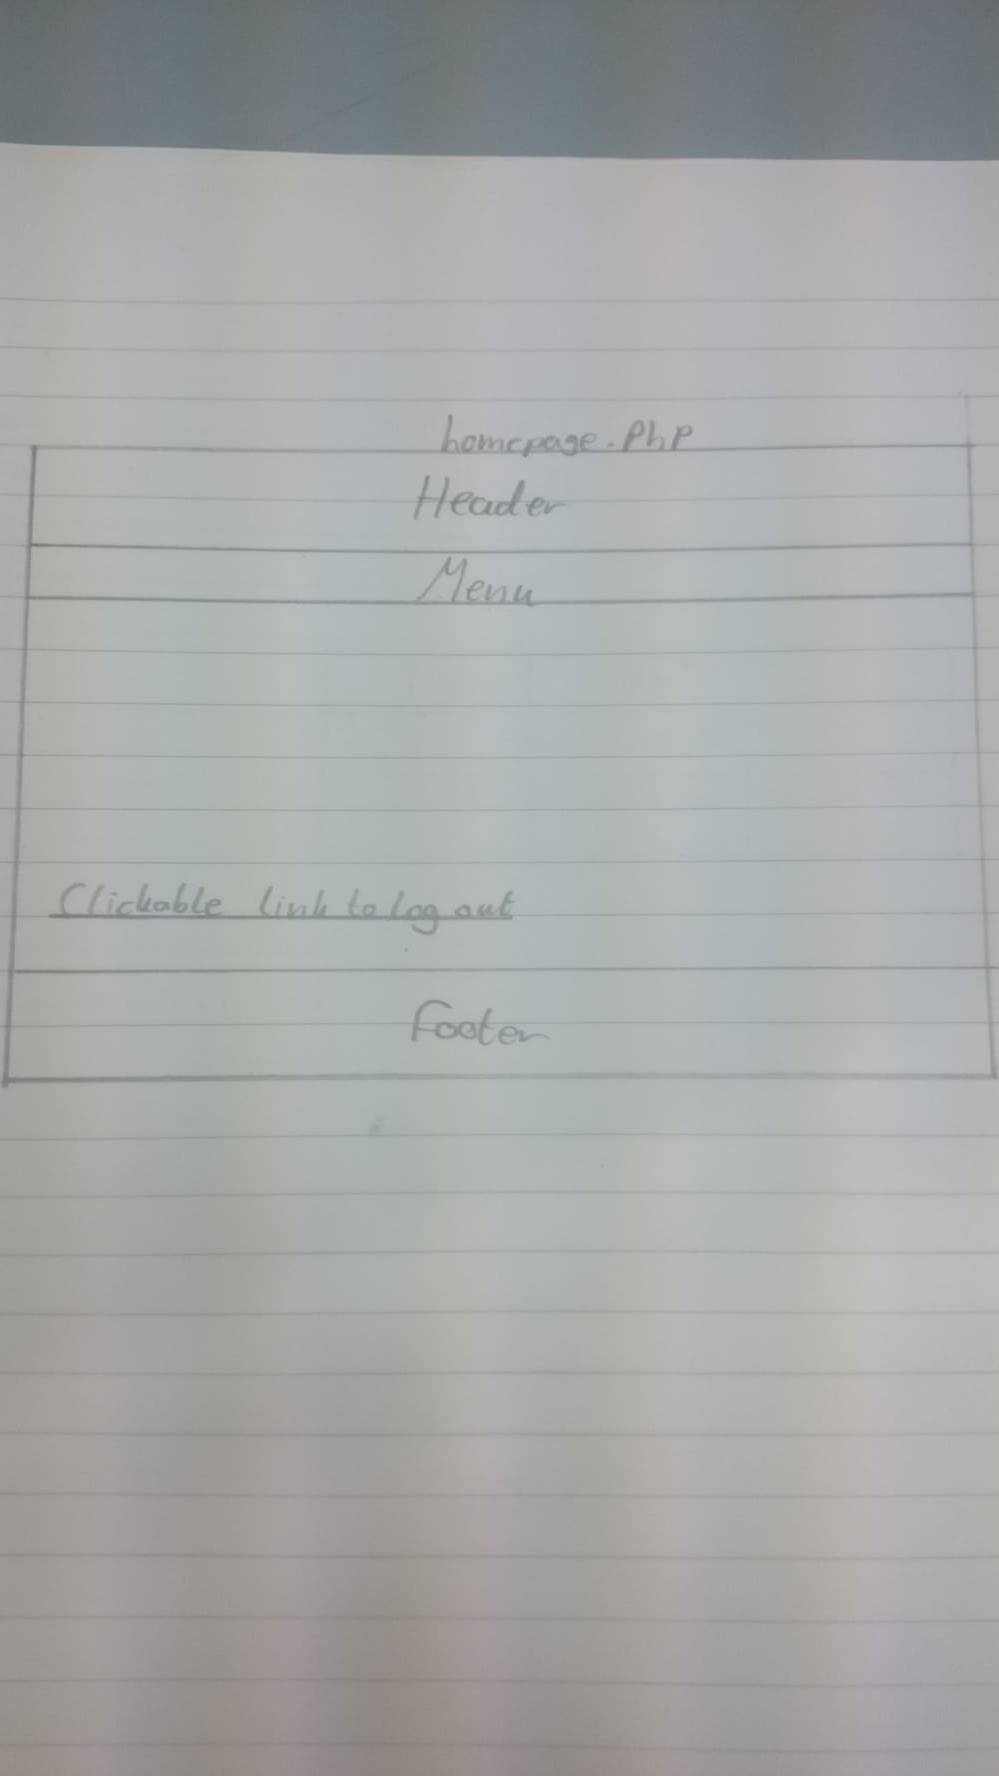 homepage.PhP
Header
Menu
Clickable link to log out
Footer